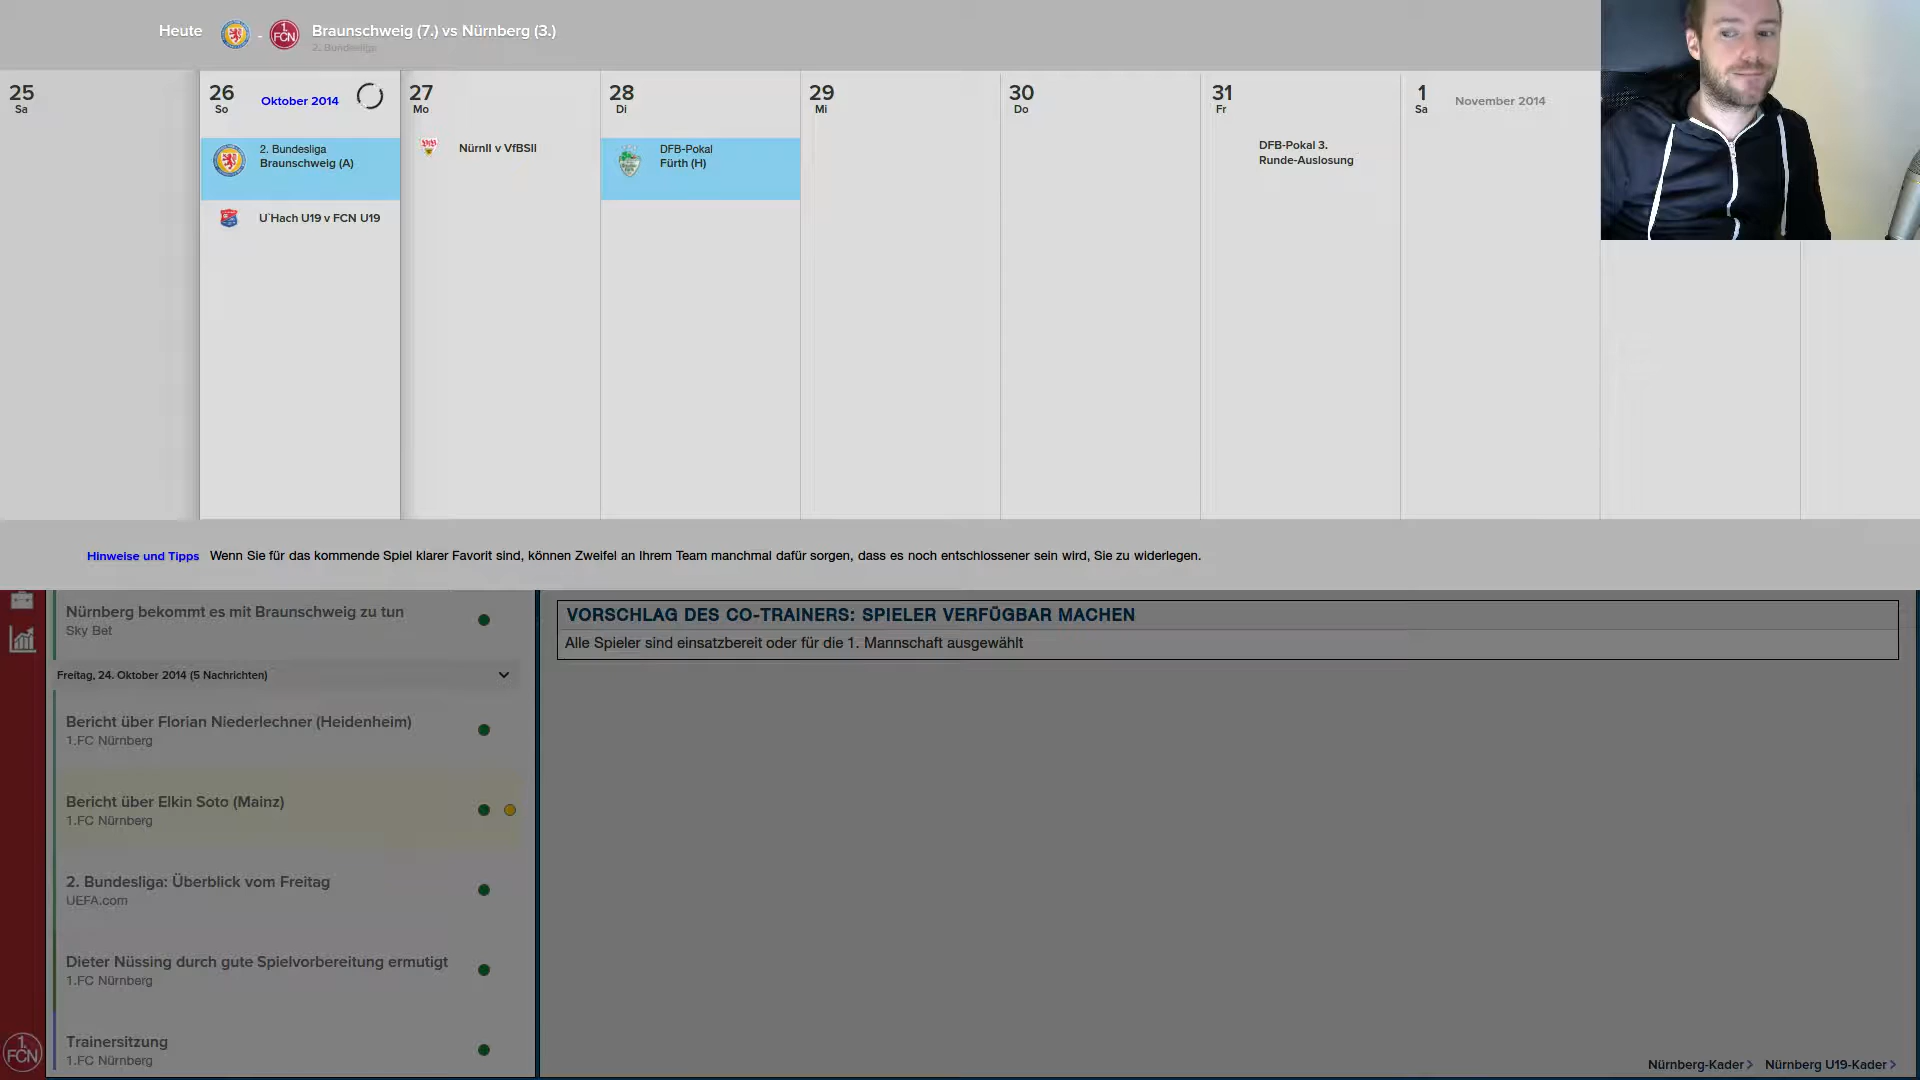 Heute
Braunschweig (7.) vs Nürnberg (3.)
2. Bundesliga
25
Sa
26
So
Oktober 2014
27
Mo
28
Di
29
Mi
30
Do
31
Fr
1
Sa
November 2014
2. Bundesliga
Braunschweig (A)
U`Hach U19 v FCN U19
NürnII v VfBSII
DFB-Pokal
Fürth (H)
DFB-Pokal 3.
Runde-Auslosung
Hinweise und Tipps Wenn Sie für das kommende Spiel klarer Favorit sind, können Zweifel an Ihrem Team manchmal dafür sorgen, dass es noch entschlossener sein wird, Sie zu widerlegen.
Nürnberg bekommt es mit Braunschweig zu tun
Sky Bet
Freitag, 24. Oktober 2014 (5 Nachrichten)
Bericht über Florian Niederlechner (Heidenheim)
1.FC Nürnberg
Bericht über Elkin Soto (Mainz)
1.FC Nürnberg
2. Bundesliga: Überblick vom Freitag
UEFA.com
Dieter Nüssing durch gute Spielvorbereitung ermutigt
1.FC Nürnberg
Trainersitzung
1.FC Nürnberg
1.
FCN
VORSCHLAG DES CO-TRAINERS: SPIELER VERFÜGBAR MACHEN
Alle Spieler sind einsatzbereit oder für die 1. Mannschaft ausgewählt
Nürnberg-Kader> Nürnberg U19-Kader>